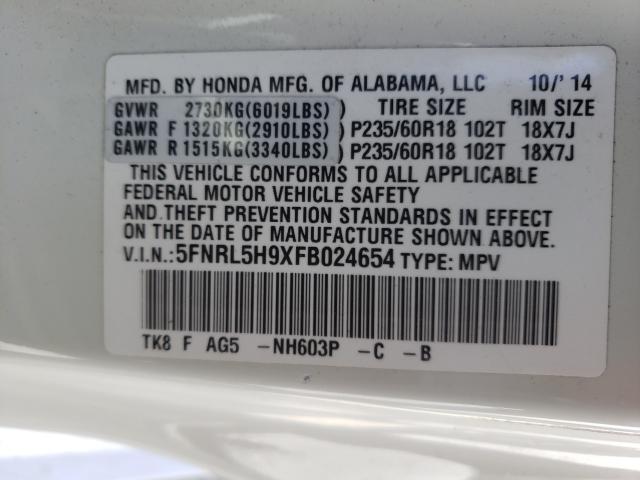 MFD. BY HONDA MFG. OF ALABAMA, LLC 10/' 14
GVWR 2730KG(6019LBS) ) TIRE SIZE RIM SIZE
GAWR F 1320KG(2910LBS) ) P235/60R18 102T 18X7J
GAWR R 1515KG(3340LBS) ) P235/60R18 102T 18X7J
THIS VEHICLE CONFORMS TO ALL APPLICABLE
FEDERAL MOTOR VEHICLE SAFETY
AND THEFT PREVENTION STANDARDS IN EFFECT
ON THE DATE OF MANUFACTURE SHOWN ABOVE.
V.I.N.:5FNRL5H9XFB024654 TYPE: MPV
TK8 F AG5 -NH603P -C -B